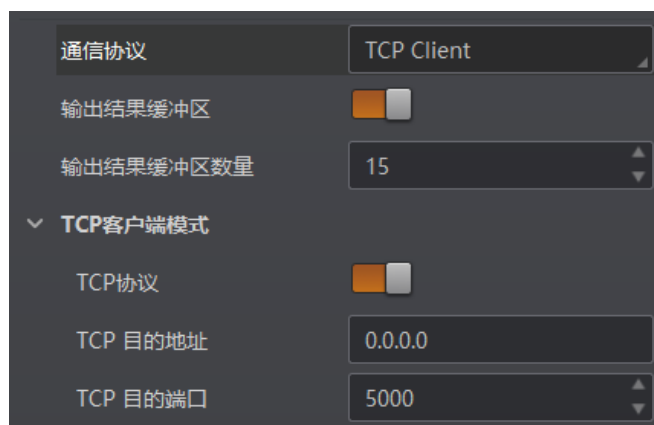 通信协议 TCP Client
输出结果缓冲区
输出结果缓冲区数量 15
TCP客户端模式
TCP协议
TCP 目的地址 0.0.0.0
TCP 目的端口 5000